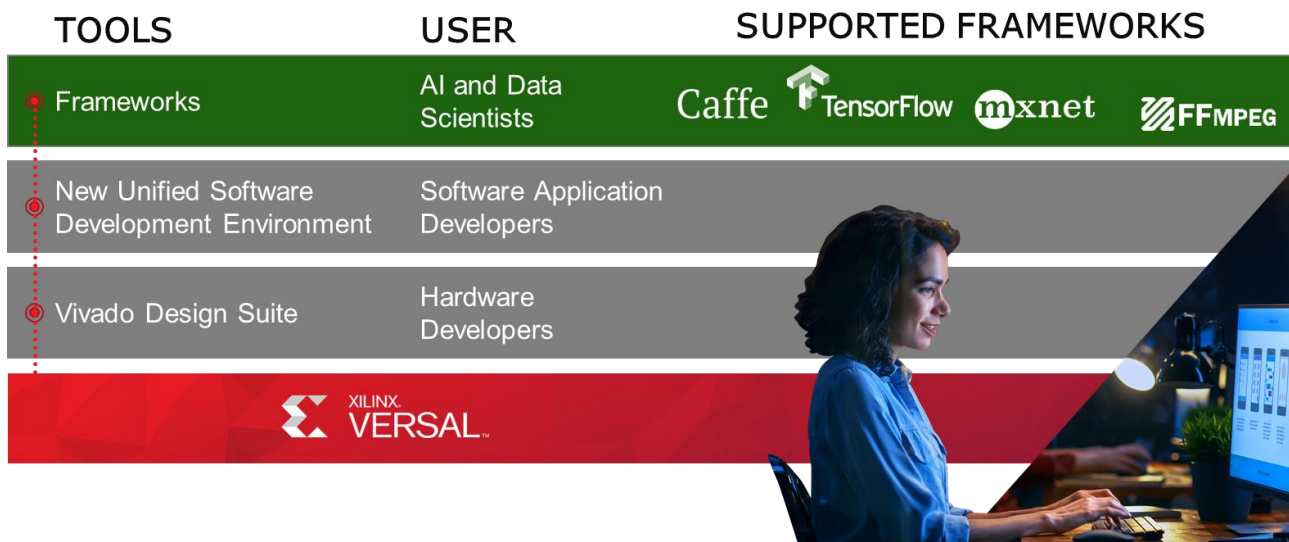 TOOLS
USER
SUPPORTED FRAMEWORKS
Frameworks
AI and Data
Scientists
Caffe
TensorFlow
mxnet
FFMPEG
New Unified Software
Development Environment
Software Application
Developers
Vivado Design Suite
Hardware
Developers
XILINX.
VERSAL™